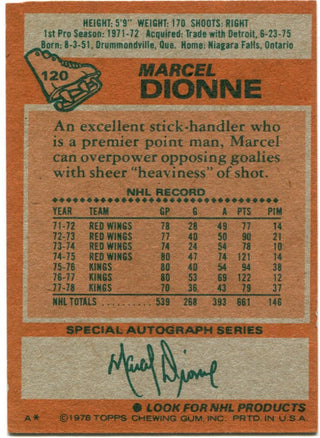 HEIGHT: 5'9" WEIGHT: 170 SHOOTS: RIGHT
1st Pro Season: 1971-72 Acquired: Trade with Detroit, 6-23-75
Born: 8-3-51, Drummondville, Que. Home: Niagara Falls, Ontario
120
MARCEL
DIONNE
An excellent stick-handler who
is a premier point man, Marcel
can overpower opposing goalies
with sheer "heaviness" of shot.
NHL RECORD
YEAR TEAM GP G A PTS PIM
71-72 RED WINGS 78 28 49 77 14
72-73 RED WINGS 77 40 50 90 21
73-74 RED WINGS 74 24 54 78 10
74-75 RED WINGS 80 47 74 121 14
75-76 KINGS 80 40 54 94 38
76-77 KINGS 80 53 69 122 12
77-78 KINGS 70 36 43 79 37
NHL TOTALS 539 268 393 661 146
SPECIAL AUTOGRAPH SERIES
Marcel Dionne
LOOK FOR NHL PRODUCTS
A* ©1978 TOPPS CHEWING GUM, INC. PRTD. IN U.S.A.